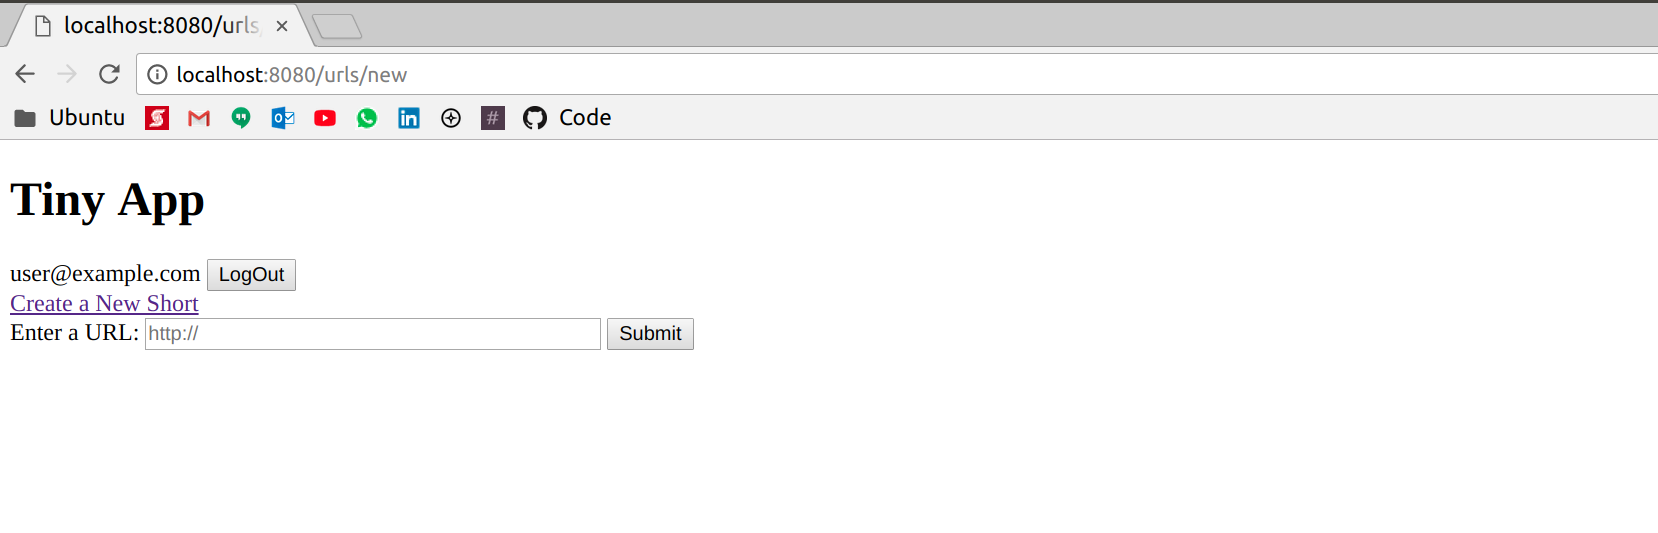 localhost:8080/urls/
localhost:8080/urls/new
Ubuntu # Code
Tiny App
user@example.com LogOut
Create a New Short
Enter a URL: http:// Submit